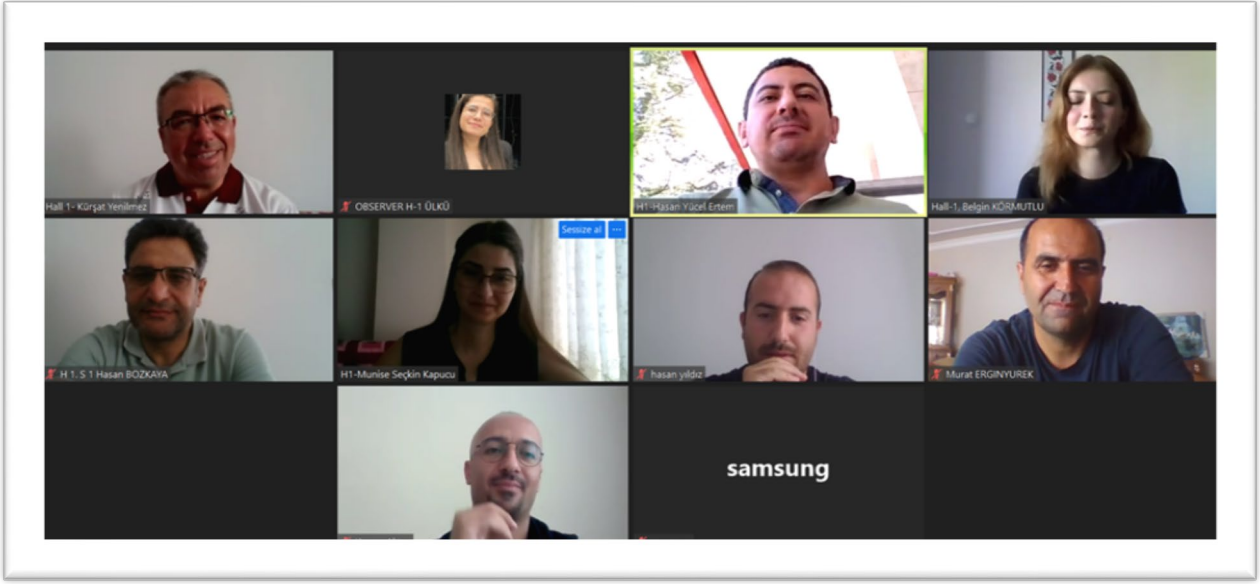 Hall 1- Kürşat Yenilmez
OBSERVER H-1 ÜLKÜ
H1-Hasan Yücel Ertem
Hall-1, Belgin KORMUTLU
H 1. S 1 Hasan BOZKAYA
Sessize al
H1-Munise Seçkin Kapucu
hasan yıldız
Murat ERGINYUREK
samsung